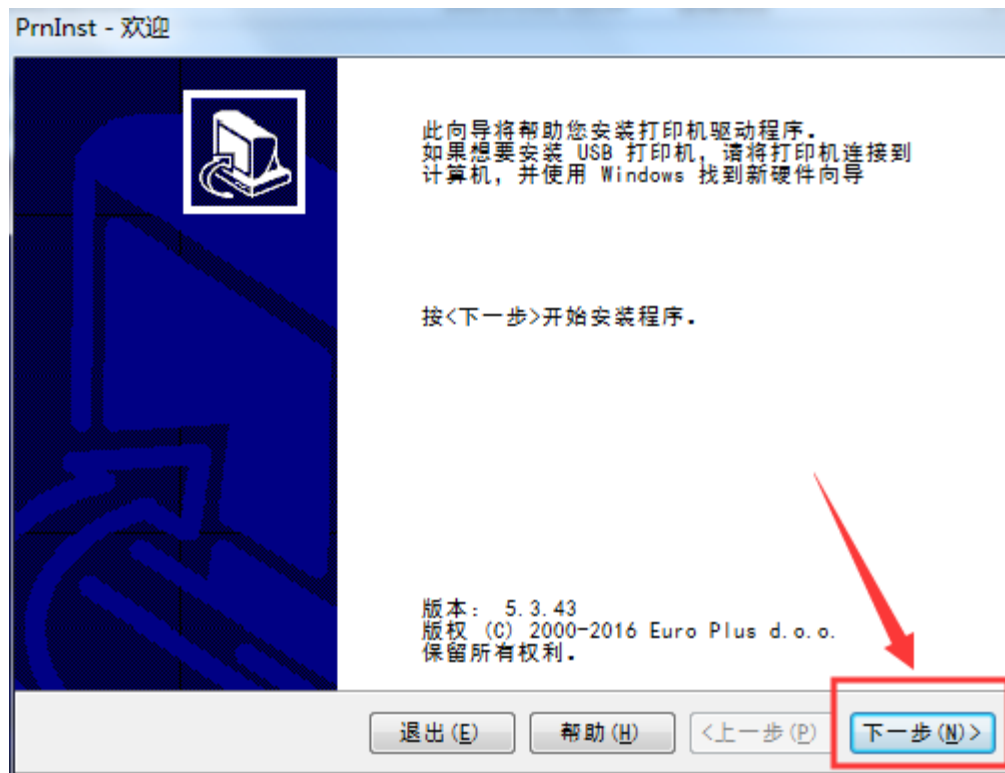 PrnInst - 欢迎
此向导将帮助您安装打印机驱动程序.
如果想要安装 USB 打印机, 请将打印机连接到
计算机, 并使用 Windows 找到新硬件向导
按<下一步>开始安装程序.
版本: 5.3.43
版权 (C) 2000-2016 Euro Plus d.o.o.
保留所有权利.
退出(E) 帮助(H) <上一步(P) 下一步(N)>